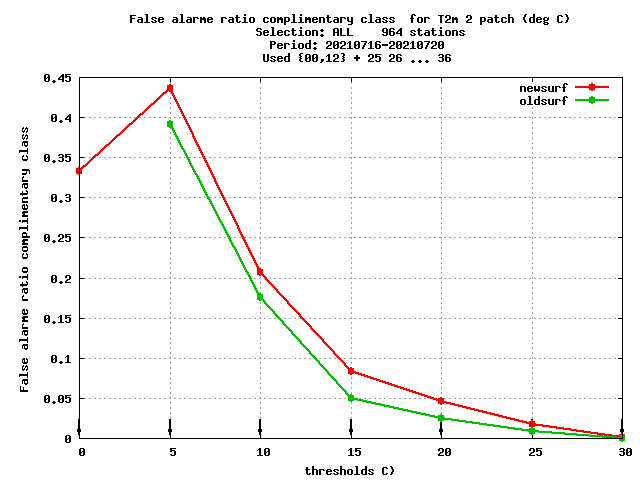 False alarme ratio complimentary class  for T2m 2 patch (deg C)
Selection: ALL    964 stations
Period: 20210716-20210720
Used {00,12} + 25 26 ... 36
newsurf
oldsurf
False alarme ratio complimentary class
0.45
0.4
0.35
0.3
0.25
0.2
0.15
0.1
0.05
0
0 5 10 15 20 25 30
thresholds C)